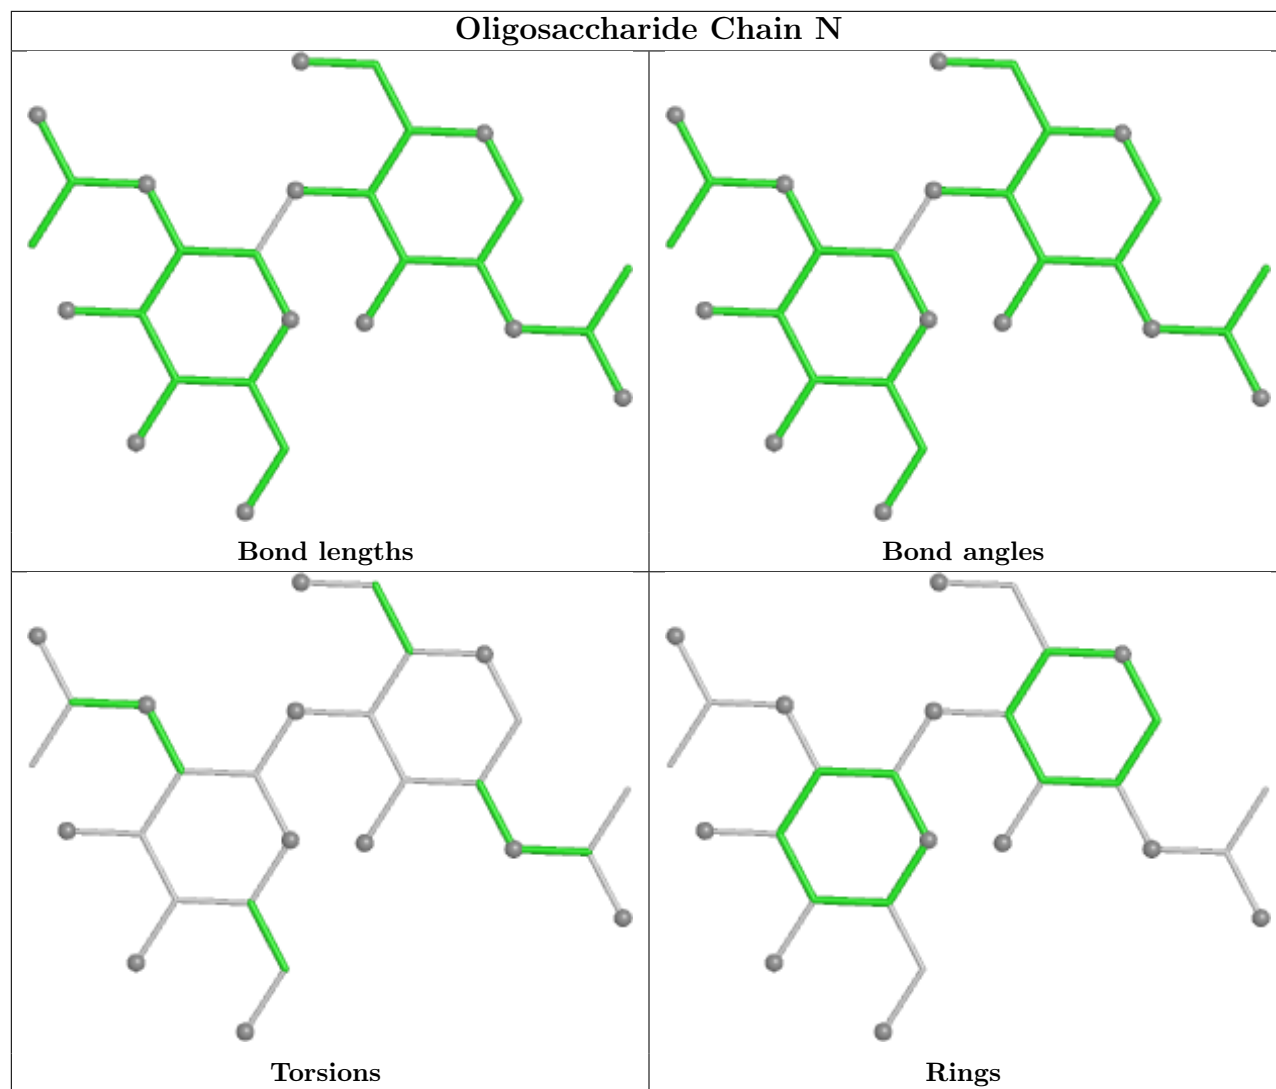 Oligosaccharide Chain N
Bond lengths
Bond angles
Torsions
Rings